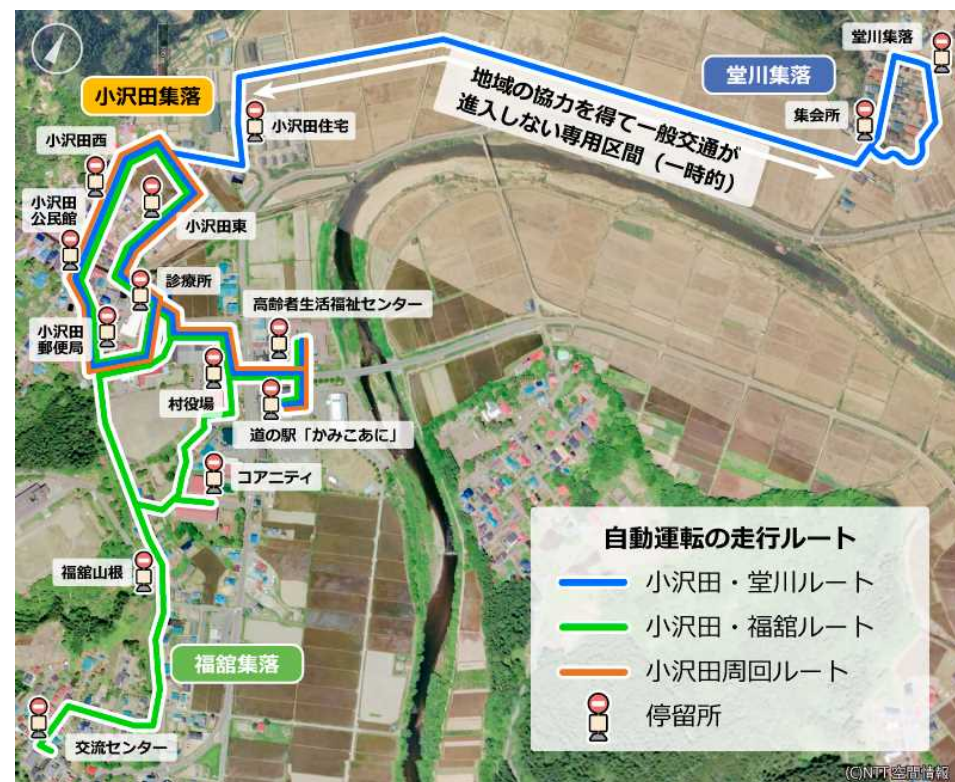 堂川集落
小沢田集落
堂川集落
地域の協力を得て一般交通が
進入しない専用区間（一時的）
集会所
小沢田住宅
小沢田西
小沢田
公民館
小沢田東
診療所
高齢者生活福祉センター
小沢田
郵便局
村役場
道の駅「かみこあに」
コアニティ
福舘山根
福舘集落
交流センター
自動運転の走行ルート
小沢田・堂川ルート
小沢田・福舘ルート
小沢田周回ルート
停留所
(C)NTT空間情報